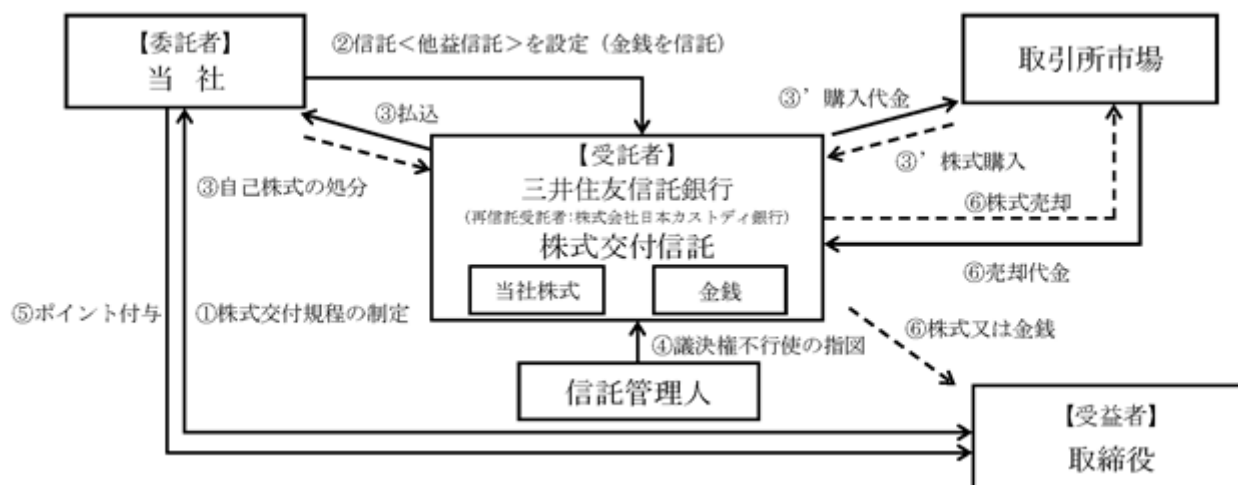 【委託者】
当 社
②信託<他益信託>を設定（金銭を信託）
取引所市場
③払込
③’購入代金
【受託者】
三井住友信託銀行
(再信託受託者:株式会社日本カストディ銀行)
株式交付信託
当社株式
金銭
③自己株式の処分
③’株式購入
⑥株式売却
⑥売却代金
⑤ポイント付与
①株式交付規程の制定
④議決権不行使の指図
⑥株式又は金銭
信託管理人
【受益者】
取締役